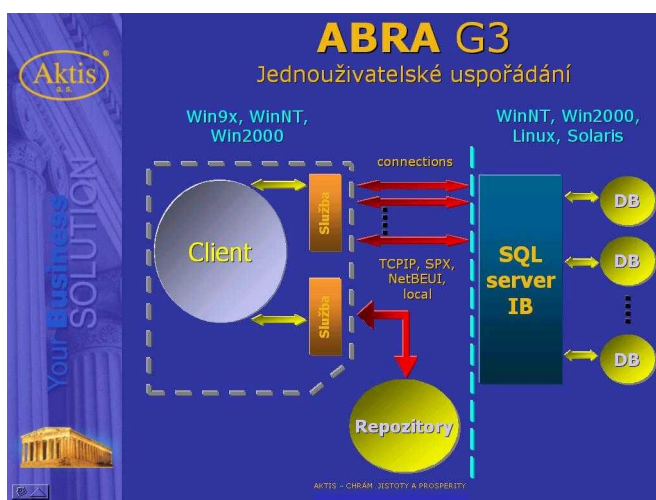 ABRA G3
Jednouživatelské uspořádání
Aktis ®
a. s.
Your Business
SOLUTION
Win9x, WinNT,
Win2000
WinNT, Win2000,
Linux, Solaris
connections
Client
Služba
Služba
TCPIP, SPX,
NetBEUI,
local
SQL
server
IB
DB
DB
DB
Repozitory
AKTIS – CHRÁM JISTOTY A PROSPERITY